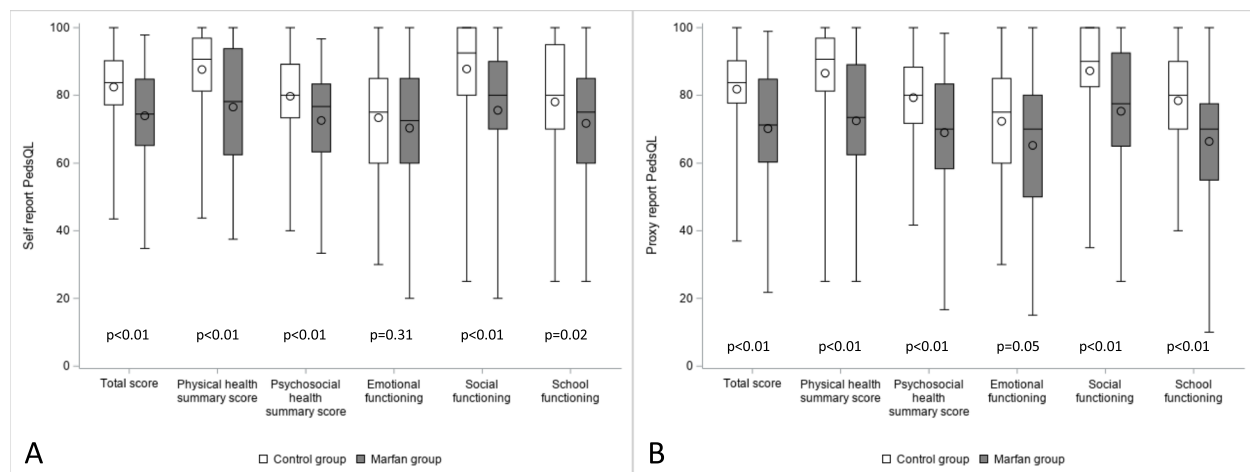 Self report PedsQL
100
80
60
40
20
0
p<0.01
p<0.01
p<0.01
p=0.31
p<0.01
p=0.02
Total score
Physical health
summary score
Psychosocial
health
summary score
Emotional
functioning
Social
functioning
School
functioning
A
Control group
Marfan group
Proxy report PedsQL
100
80
60
40
20
0
p<0.01
p<0.01
p<0.01
p=0.05
p<0.01
p<0.01
Total score
Physical health
summary score
Psychosocial
health
summary score
Emotional
functioning
Social
functioning
School
functioning
B
Control group
Marfan group